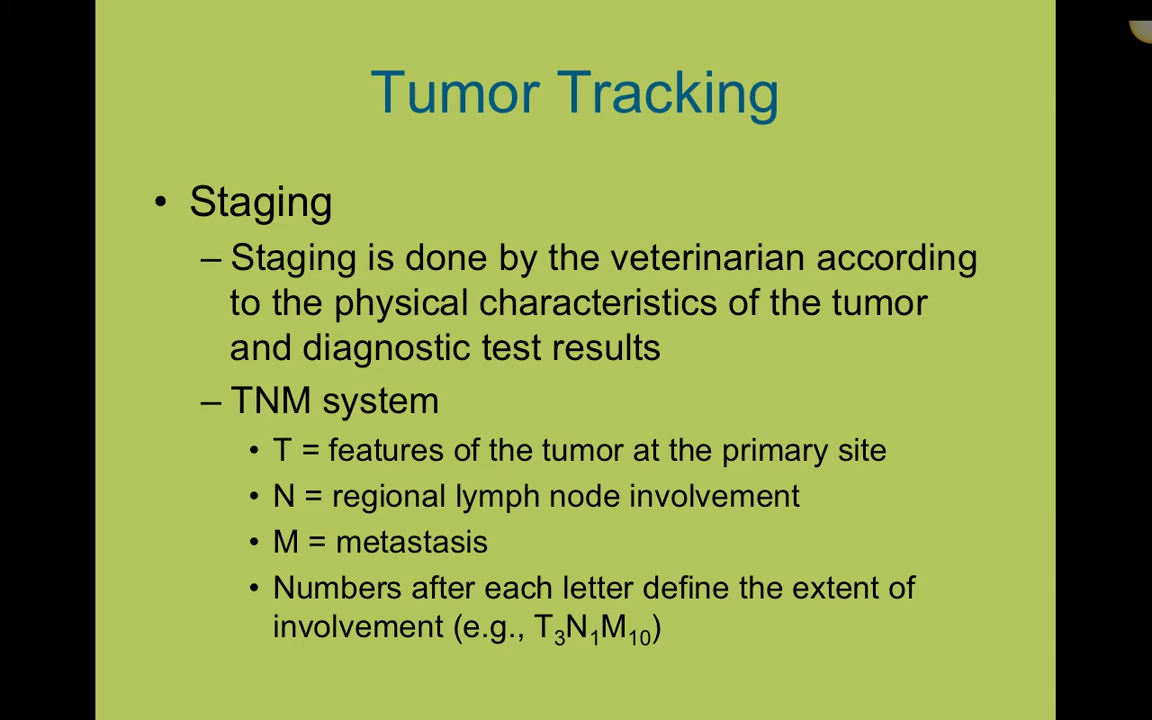 Tumor Tracking
• Staging
– Staging is done by the veterinarian according
to the physical characteristics of the tumor
and diagnostic test results
– TNM system
• T = features of the tumor at the primary site
• N = regional lymph node involvement
• M = metastasis
• Numbers after each letter define the extent of
involvement (e.g., T₃N₁M₁₀)